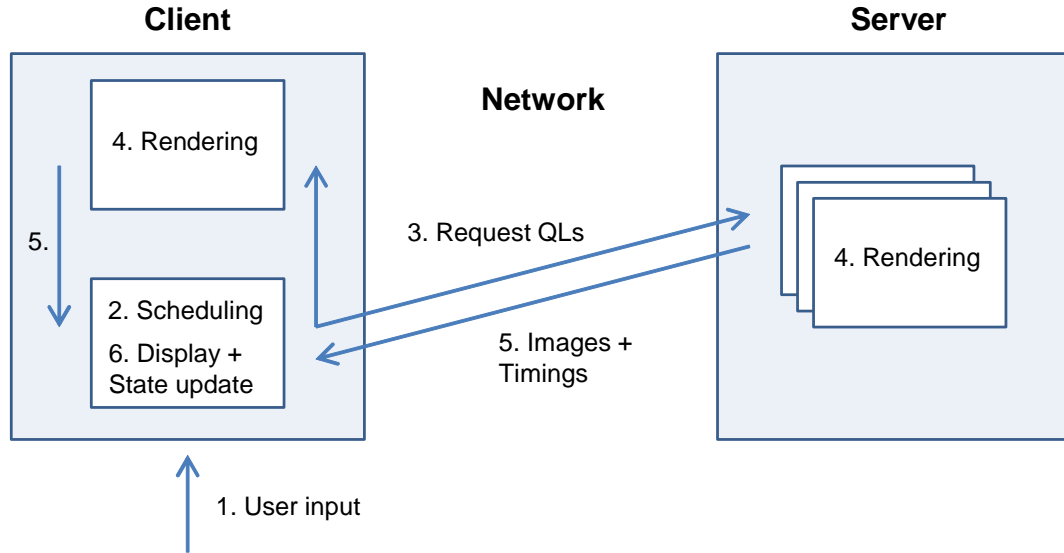 Client
Server
Network
4. Rendering
3. Request QLs
5.
4. Rendering
2. Scheduling
6. Display +
State update
5. Images +
Timings
1. User input